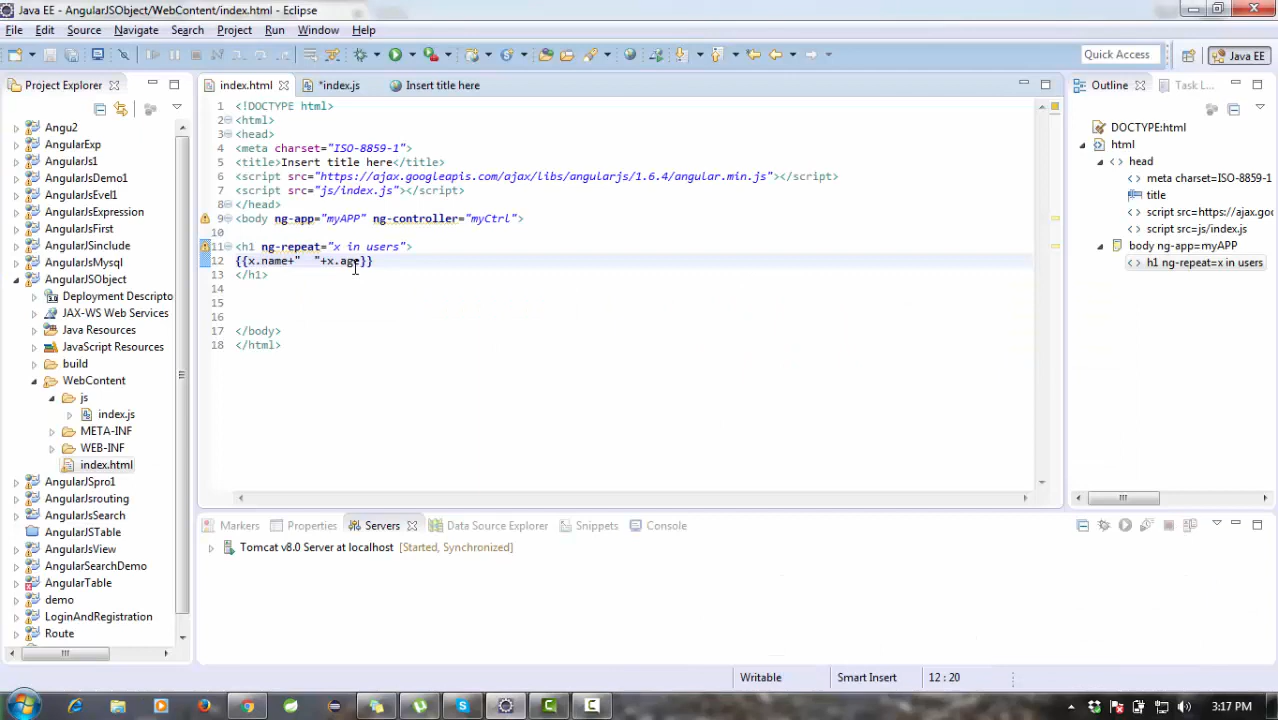 Java EE - AngularJSObject/WebContent/index.html - Eclipse
File Edit Source Navigate Search Project Run Window Help
Quick Access
Java EE
Project Explorer
index.html
*index.js
Insert title here
Outline
Task L...
Angu2
AngularExp
AngularJs1
AngularJsDemo1
AngularJsEvel1
AngularJsExpression
AngularJsFirst
AngularJSinclude
AngularJsMysql
AngularJSObject
Deployment Descripto
JAX-WS Web Services
Java Resources
JavaScript Resources
build
WebContent
js
index.js
META-INF
WEB-INF
index.html
AngularJSpro1
AngularJsrouting
AngularJsSearch
AngularJSTable
AngularJsView
AngularSearchDemo
AngularTable
demo
LoginAndRegistration
Route
1 <!DOCTYPE html>
2 <html>
3 <head>
4 <meta charset="ISO-8859-1">
5 <title>Insert title here</title>
6 <script src="https://ajax.googleapis.com/ajax/libs/angularjs/1.6.4/angular.min.js"></script>
7 <script src="js/index.js"></script>
8 </head>
9 <body ng-app="myAPP" ng-controller="myCtrl">
10
11 <h1 ng-repeat="x in users">
12 {{x.name+"  "+x.age}}
13 </h1>
14
15
16
17 </body>
18 </html>
DOCTYPE:html
html
head
meta charset=ISO-8859-1
title
script src=https://ajax.goo
script src=js/index.js
body ng-app=myAPP
h1 ng-repeat=x in users
Markers
Properties
Servers
Data Source Explorer
Snippets
Console
Tomcat v8.0 Server at localhost [Started, Synchronized]
Writable
Smart Insert
12 : 20
3:17 PM